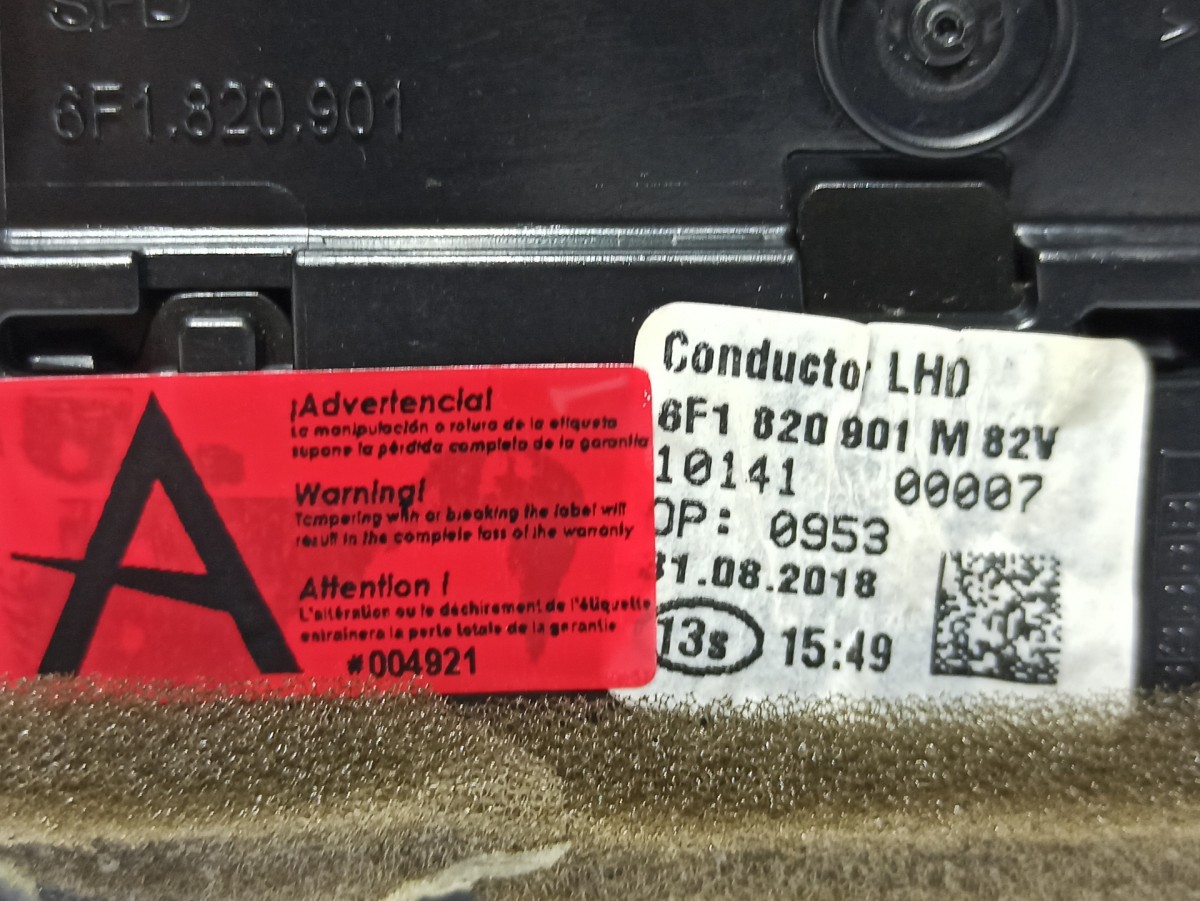 SFD
6F1.820.901
A
¡Advertencia!
La manipulación o rotura de la etiqueta
supone la pérdida completa de la garantía
Warning!
Tampering with or breaking the label will
result in the complete loss of the warranty
Attention !
L'altération ou le déchirement de l'étiquette
entrainera la perte totale de la garantie
#004921
Conductor LHD
6F1 820 901 M 82V
10141 00007
OP: 0953
31.08.2018
13s 15:49